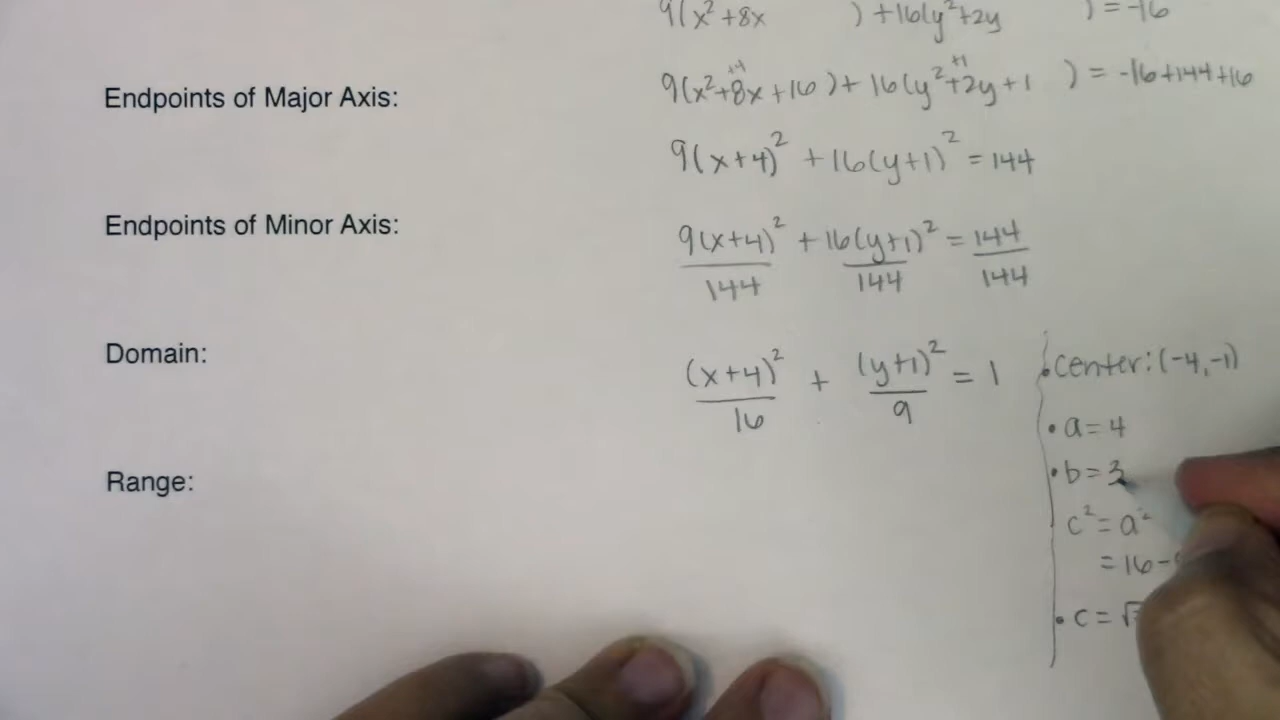 9(x²+8x ) +16(y²+2y ) = -16
Endpoints of Major Axis:
+4 +1
9(x²+8x+16)+ 16(y²+2y+1 ) = -16+144+16
9(x+4)² +16(y+1)² = 144
Endpoints of Minor Axis:
9(x+4)²/144 + 16(y+1)²/144 = 144/144
Domain:
(x+4)²/16 + (y+1)²/9 = 1
• center: (-4,-1)
• a = 4
• b = 3
Range:
c² = a²
= 16 -
• c = √